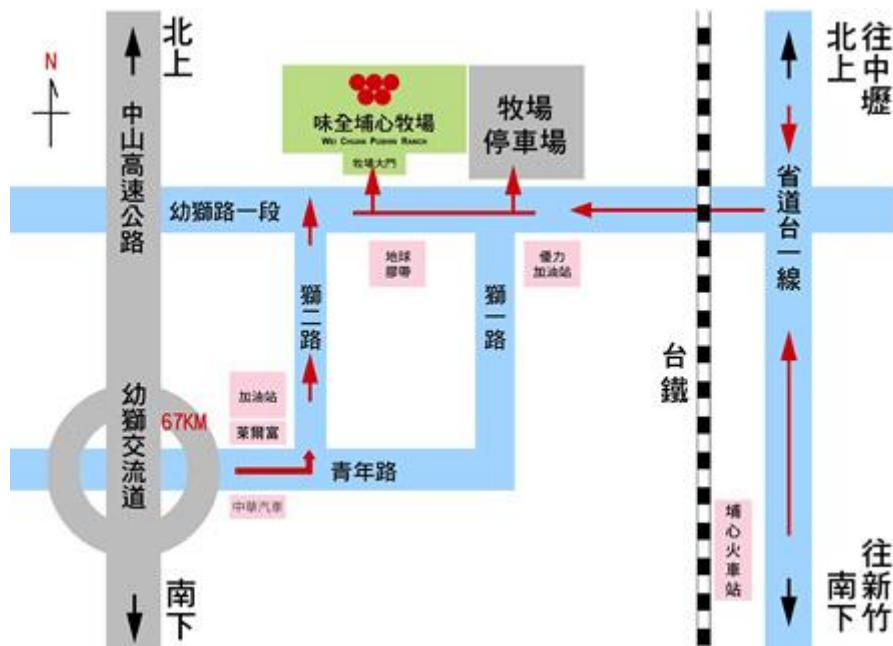 N
北上
中山高速公路
幼獅交流道
67KM
南下
味全埔心牧場
WEI CHUAN PUSHIN RANCH
牧場大門
牧場
停車場
幼獅路一段
地球
膠帶
優力
加油站
獅二路
獅一路
加油站
萊爾富
青年路
中華汽車
台鐵
埔心火車站
往中壢
北上
省道台一線
往新竹
南下